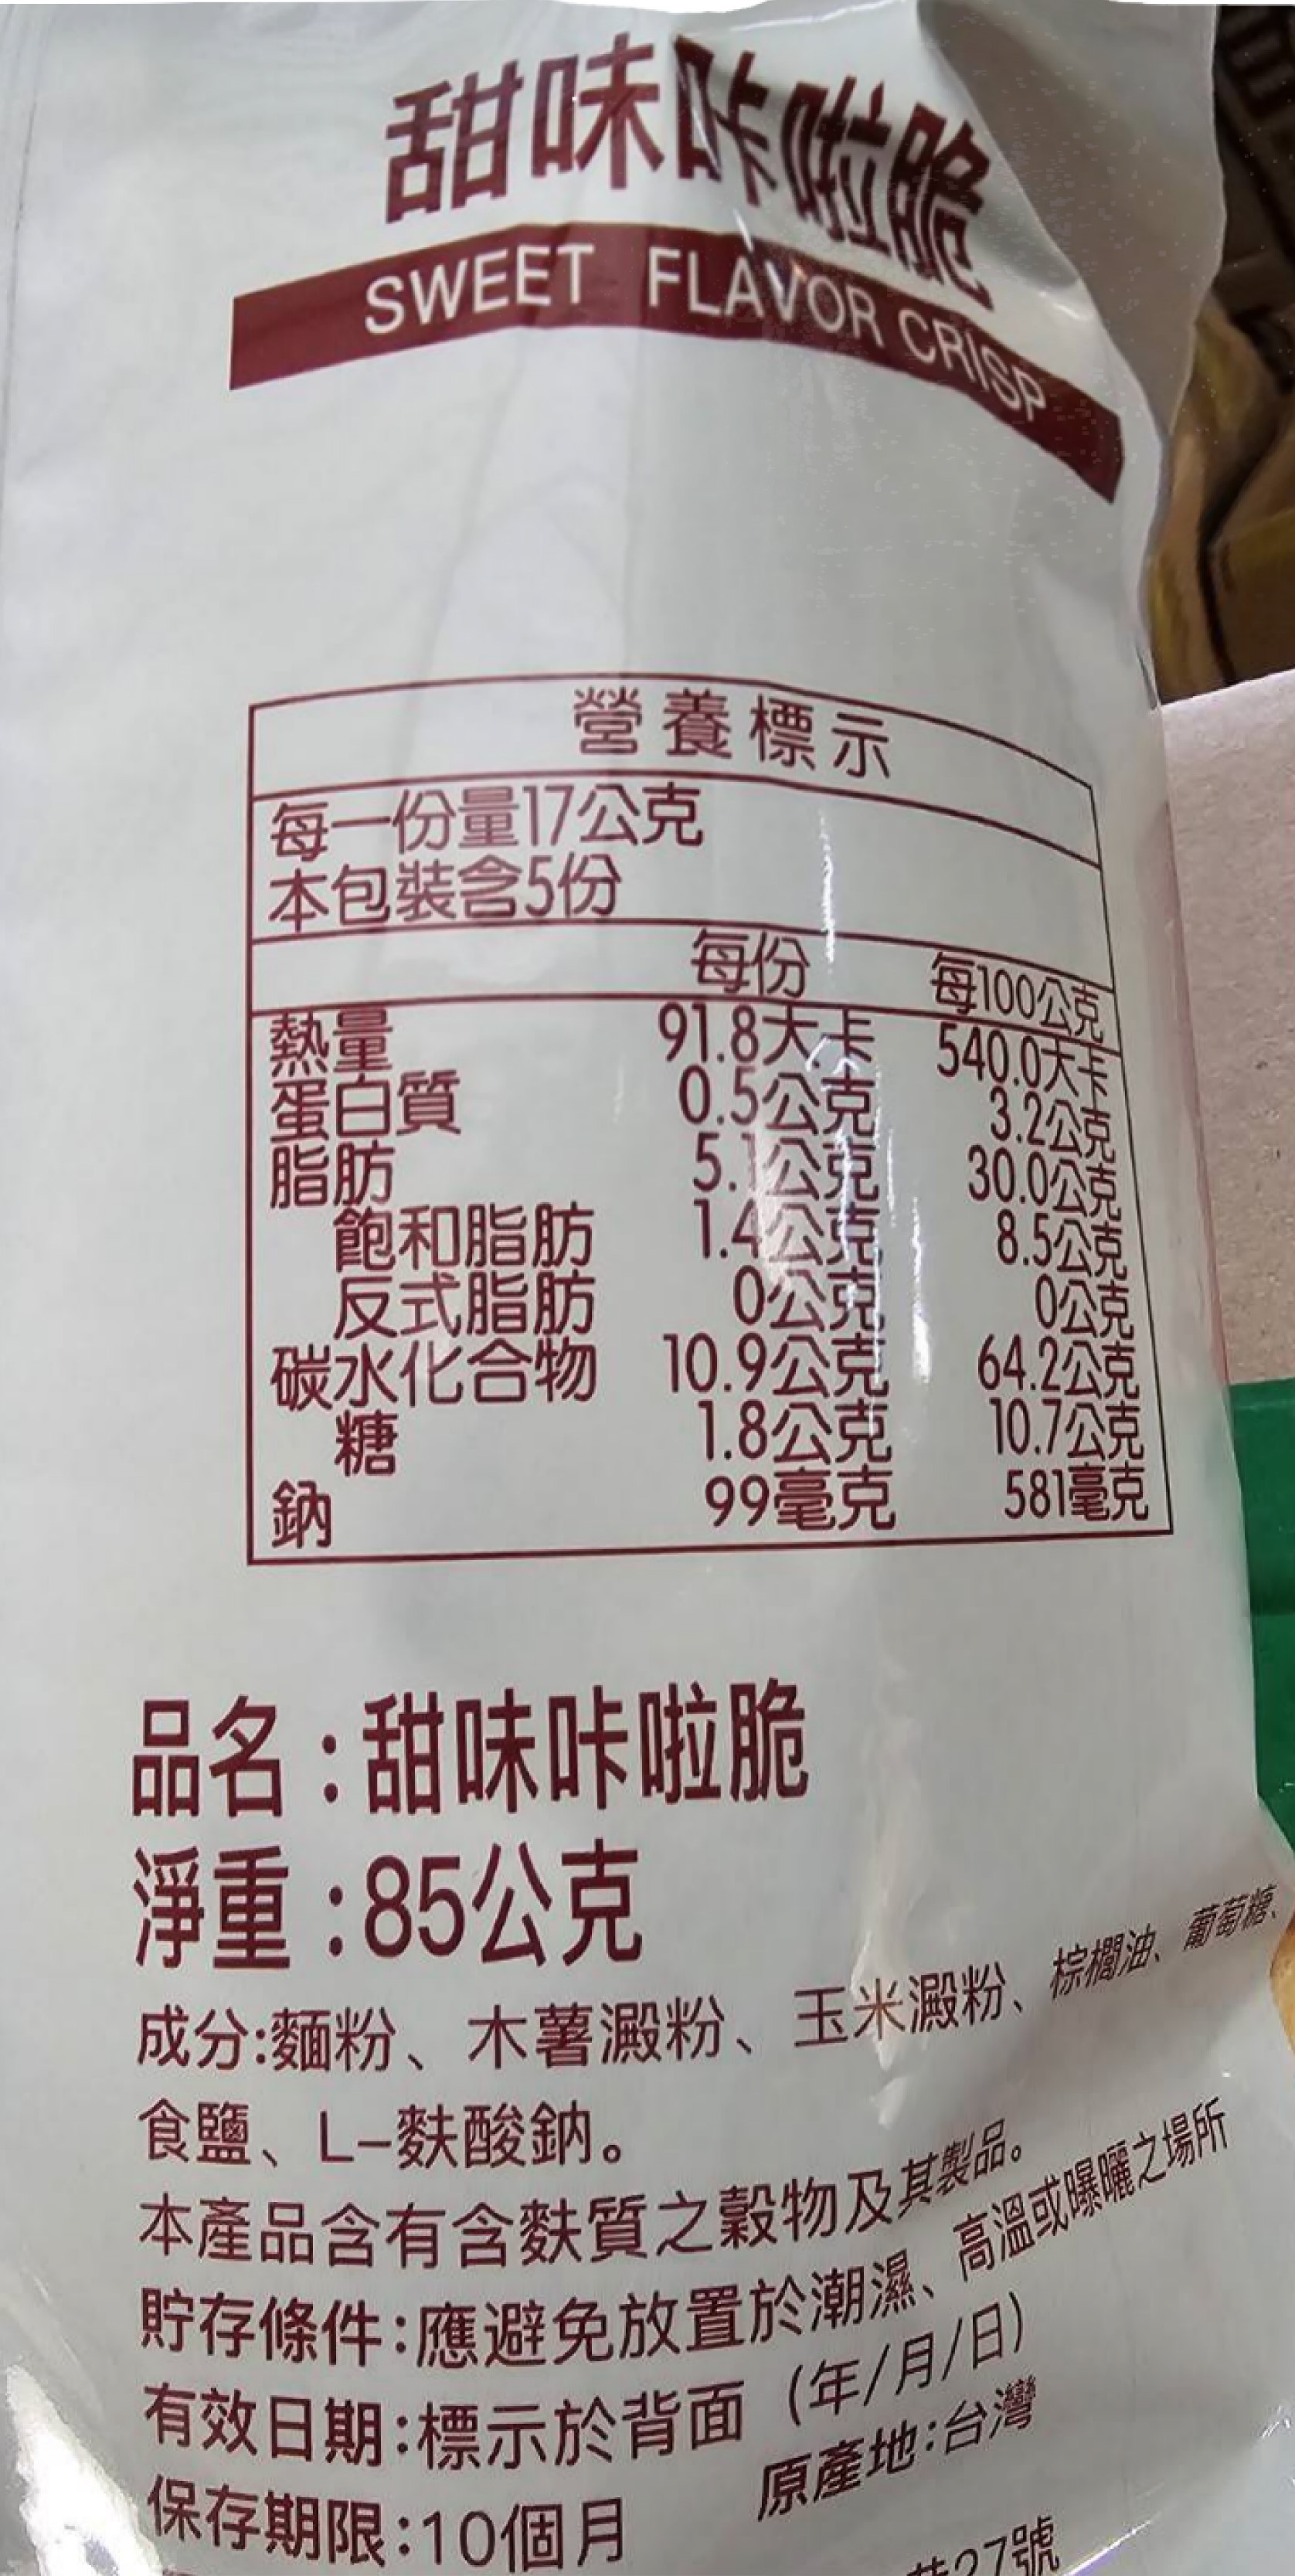 甜味咔啦脆
SWEET FLAVOR CRISP
營養標示
每一份量17公克
本包裝含5份
每份 每100公克
熱量 91.8大卡 540.0大卡
蛋白質 0.5公克 3.2公克
脂肪 5.1公克 30.0公克
飽和脂肪 1.4公克 8.5公克
反式脂肪 0公克 0公克
碳水化合物 10.9公克 64.2公克
糖 1.8公克 10.7公克
鈉 99毫克 581毫克
品名:甜味咔啦脆
淨重:85公克
成分:麵粉、木薯澱粉、玉米澱粉、棕櫚油、葡萄糖、
食鹽、L-麩酸鈉。
本產品含有含麩質之穀物及其製品。
貯存條件:應避免放置於潮濕、高溫或曝曬之場所
有效日期:標示於背面(年/月/日)
保存期限:10個月 原產地:台灣
27號